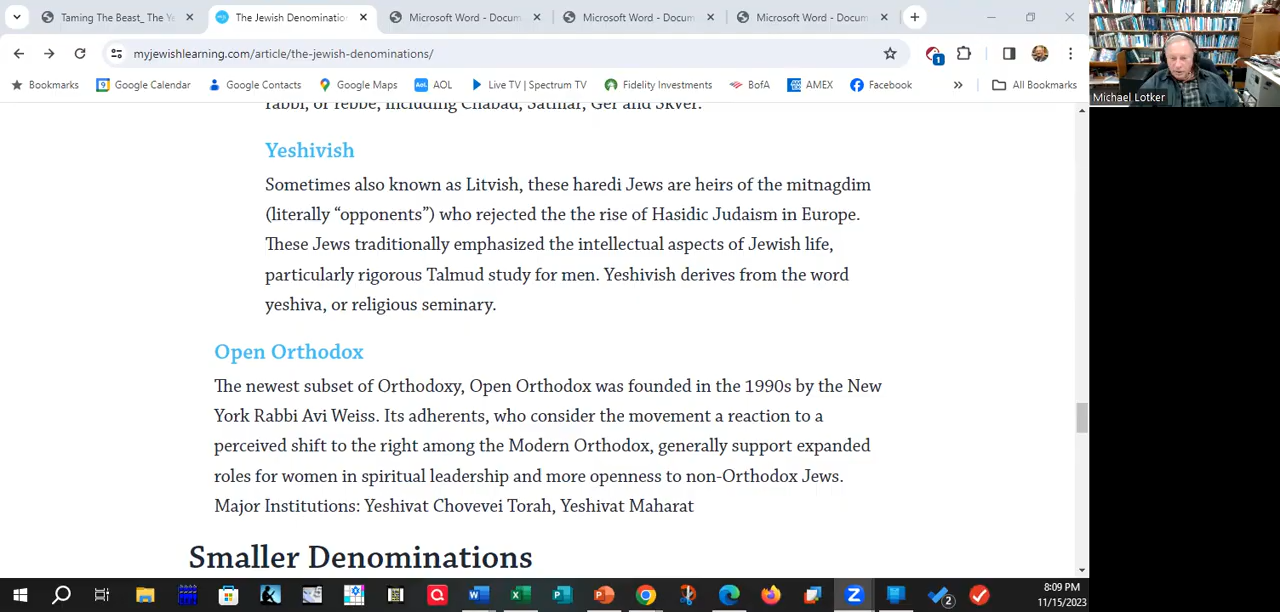 Taming The Beast_ The Ye
The Jewish Denominatio
Microsoft Word - Docum
Microsoft Word - Docum
Microsoft Word - Docum
myjewishlearning.com/article/the-jewish-denominations/
1
Bookmarks
9 Google Calendar
Google Contacts
Google Maps
Aol. AOL
Live TV | Spectrum TV
Fidelity Investments
BofA
AMEX
Facebook
»
All Bookmarks
Michael Lotker
rabbi, or rebbe, including Chabad, Satmar, Ger and Skver.
Yeshivish
Sometimes also known as Litvish, these haredi Jews are heirs of the mitnagdim
(literally “opponents”) who rejected the the rise of Hasidic Judaism in Europe.
These Jews traditionally emphasized the intellectual aspects of Jewish life,
particularly rigorous Talmud study for men. Yeshivish derives from the word
yeshiva, or religious seminary.
Open Orthodox
The newest subset of Orthodoxy, Open Orthodox was founded in the 1990s by the New
York Rabbi Avi Weiss. Its adherents, who consider the movement a reaction to a
perceived shift to the right among the Modern Orthodox, generally support expanded
roles for women in spiritual leadership and more openness to non-Orthodox Jews.
Major Institutions: Yeshivat Chovevei Torah, Yeshivat Maharat
Smaller Denominations
2
8:09 PM
11/15/2023